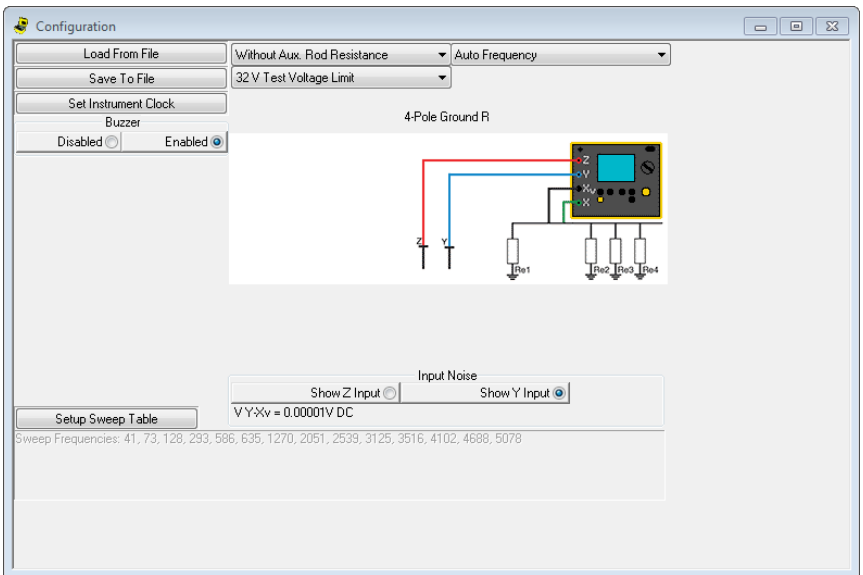 Configuration
Load From File
Without Aux. Rod Resistance
Auto Frequency
Save To File
32 V Test Voltage Limit
Set Instrument Clock
Buzzer
Disabled
Enabled
4-Pole Ground R
Z
Y
Xv
X
Z
Y
Re1
Re2
Re3
Re4
Input Noise
Show Z Input
Show Y Input
V Y-Xv = 0.00001V DC
Setup Sweep Table
Sweep Frequencies: 41, 73, 128, 293, 586, 635, 1270, 2051, 2539, 3125, 3516, 4102, 4688, 5078